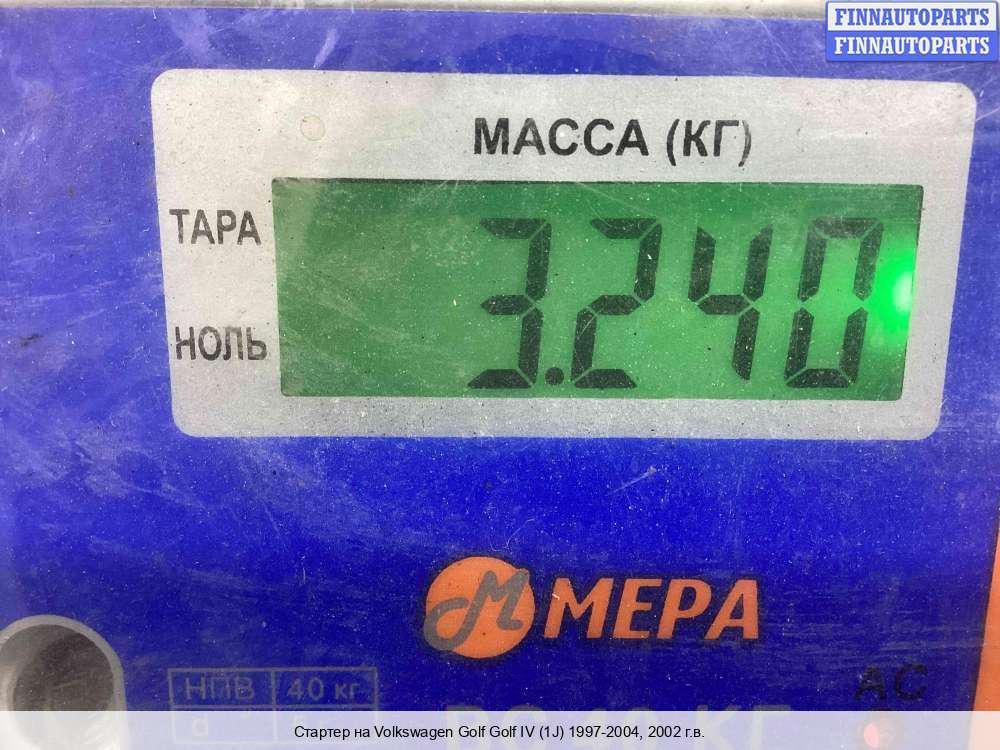 FINNAUTOPARTS
FINNAUTOPARTS
МАССА (КГ)
ТАРА
3.240
НОЛЬ
М МЕРА
НПВ 40 кг
АС
d
Стартер на Volkswagen Golf Golf IV (1J) 1997-2004, 2002 г.в.